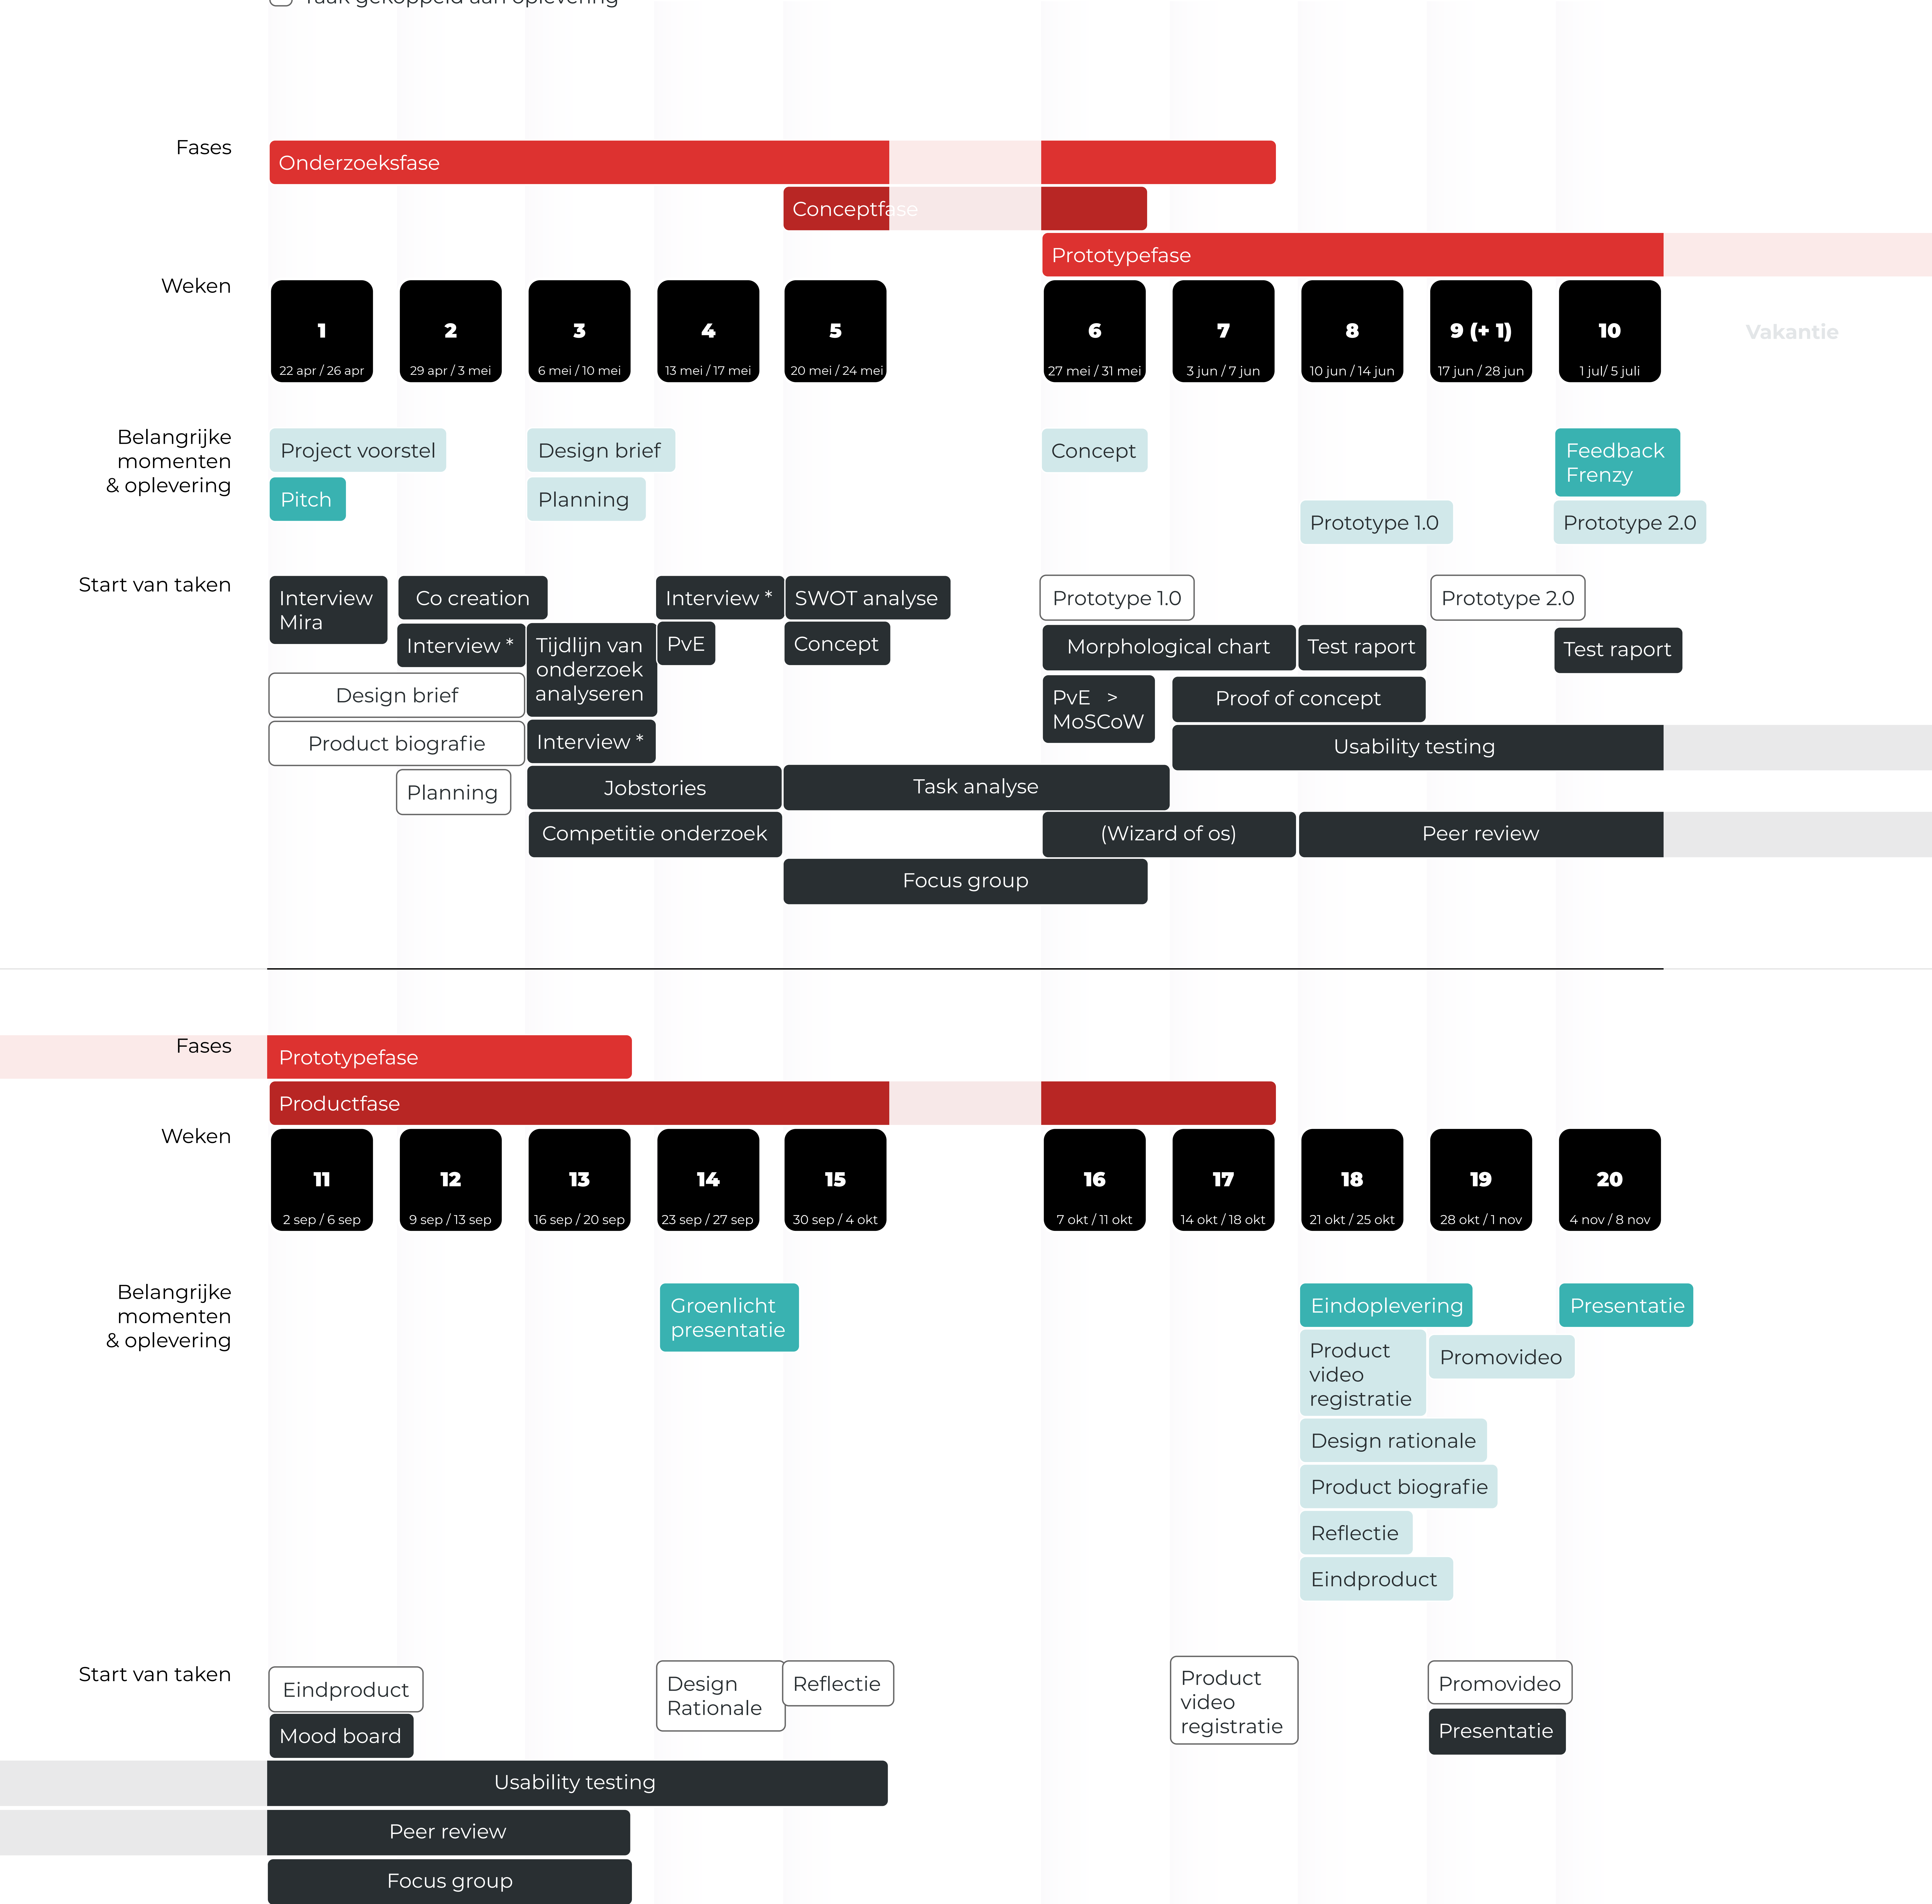 Taak gekoppeld aan oplevering
Fases
Onderzoeksfase
Conceptfase
Prototypefase
Weken
1
22 apr / 26 apr
2
29 apr / 3 mei
3
6 mei / 10 mei
4
13 mei / 17 mei
5
20 mei / 24 mei
6
27 mei / 31 mei
7
3 jun / 7 jun
8
10 jun / 14 jun
9 (+ 1)
17 jun / 28 jun
10
1 jul/ 5 juli
Vakantie
Belangrijke
momenten
& oplevering
Project voorstel
Pitch
Design brief
Planning
Concept
Prototype 1.0
Feedback
Frenzy
Prototype 2.0
Start van taken
Interview
Mira
Co creation
Interview *
SWOT analyse
Prototype 1.0
Prototype 2.0
Interview *
Tijdlijn van
onderzoek
analyseren
PvE
Concept
Morphological chart
Test raport
Test raport
Design brief
PvE >
MoSCoW
Proof of concept
Product biografie
Interview *
Usability testing
Planning
Jobstories
Task analyse
Competitie onderzoek
(Wizard of os)
Peer review
Focus group
Fases
Prototypefase
Productfase
Weken
11
2 sep / 6 sep
12
9 sep / 13 sep
13
16 sep / 20 sep
14
23 sep / 27 sep
15
30 sep / 4 okt
16
7 okt / 11 okt
17
14 okt / 18 okt
18
21 okt / 25 okt
19
28 okt / 1 nov
20
4 nov / 8 nov
Belangrijke
momenten
& oplevering
Groenlicht
presentatie
Eindoplevering
Presentatie
Product
video
registratie
Promovideo
Design rationale
Product biografie
Reflectie
Eindproduct
Start van taken
Eindproduct
Design
Rationale
Reflectie
Product
video
registratie
Promovideo
Mood board
Presentatie
Usability testing
Peer review
Focus group